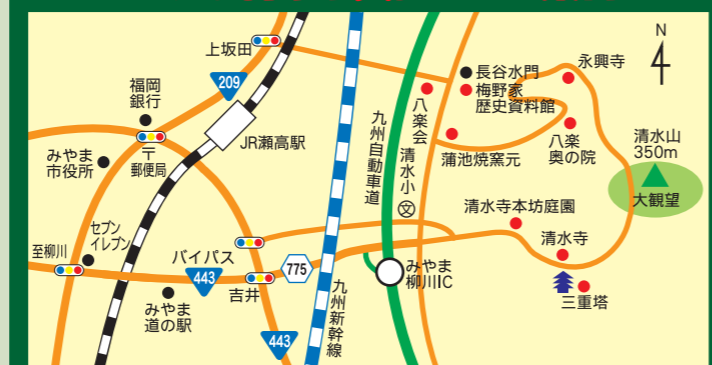 上坂田
209
福岡
銀行
JR瀬高駅
みやま
市役所
〒
郵便局
セブン
イレブン
至柳川
バイパス
443
みやま
道の駅
吉井
775
443
九州新幹線
九州自動車道
清水小
文
みやま
柳川IC
八楽会
長谷水門
梅野家
歴史資料館
蒲池焼窯元
永興寺
八楽
奥の院
N
4
清水山
350m
大観望
清水寺本坊庭園
清水寺
三重塔